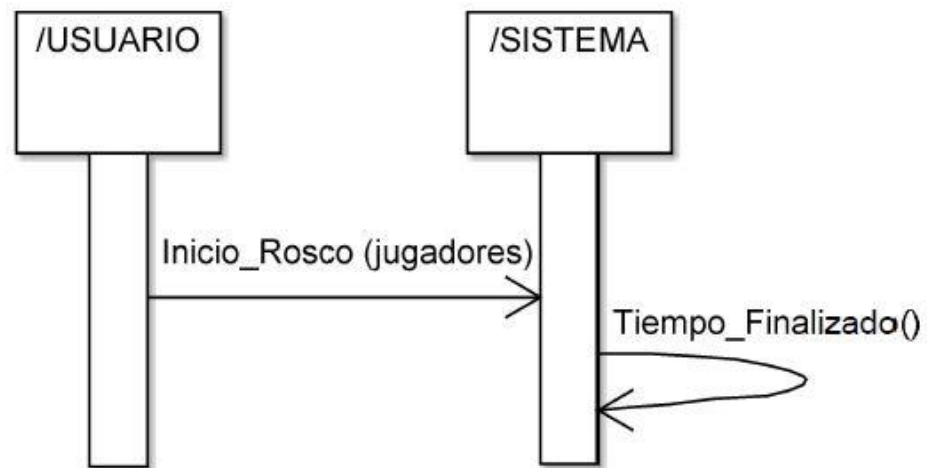 /USUARIO
/SISTEMA
Inicio_Rosco (jugadores)
Tiempo_Finalizado()